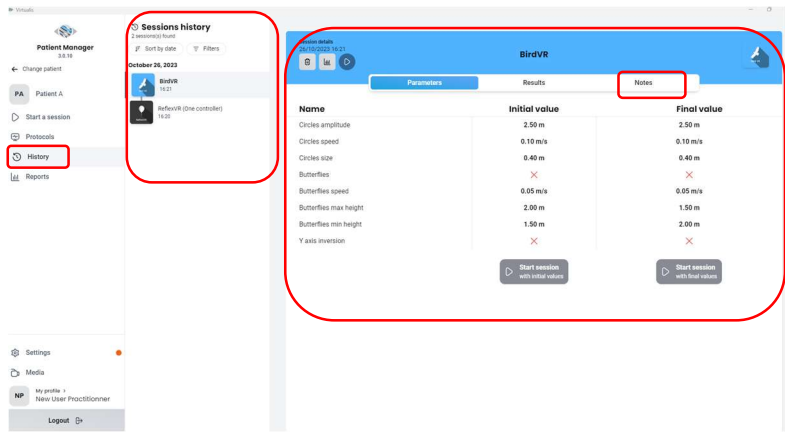 Virtualis
Patient Manager
3.8.10
Change patient
PA Patient A
Start a session
Protocols
History
Reports
Settings
Media
NP
My profile >
New User Practitionner
Logout
Sessions history
2 sessions(s) found
Sort by date Filters
October 26, 2023
BirdVR
16:21
ReflexVR (One controller)
16:20
Session details
26/10/2023 16:21
BirdVR
Parameters Results Notes
Name Initial value Final value
Circles amplitude 2.50 m 2.50 m
Circles speed 0.10 m/s 0.10 m/s
Circles size 0.40 m 0.40 m
Butterflies
Butterflies speed 0.05 m/s 0.05 m/s
Butterflies max height 2.00 m 1.50 m
Butterflies min height 1.50 m 2.00 m
Y axis inversion
Start session Start session
with initial values with final values